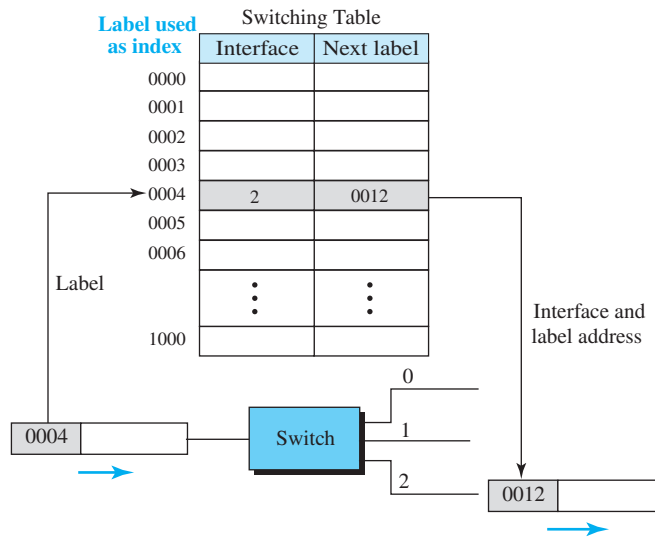 Switching Table
Label used
as index
Interface Next label
0000
0001
0002
0003
0004 2 0012
0005
0006
1000
Label
Interface and
label address
0004
Switch
0
1
2
0012